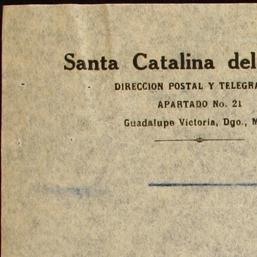 Santa Catalina del
DIRECCION POSTAL Y TELEGRA
APARTADO No. 21
Guadalupe Victoria, Dgo., M